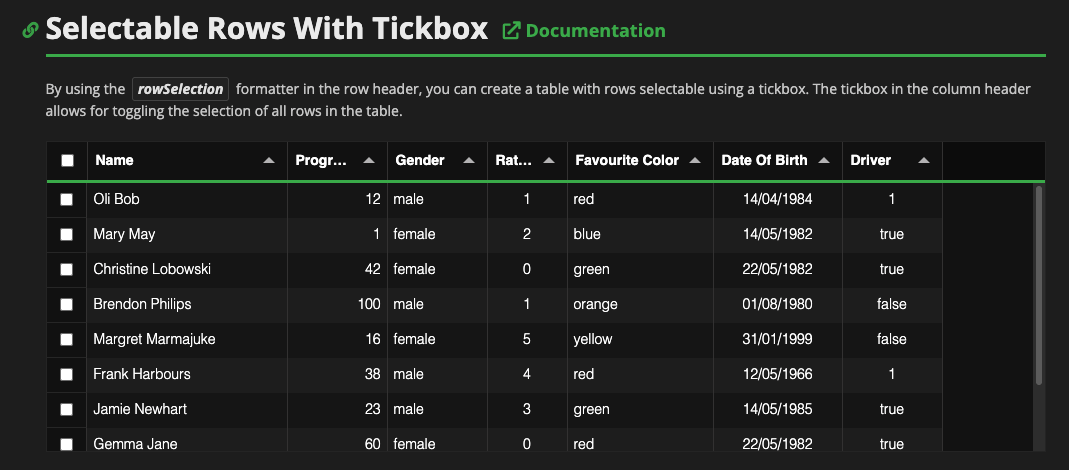 Selectable Rows With Tickbox Documentation
By using the rowSelection formatter in the row header, you can create a table with rows selectable using a tickbox. The tickbox in the column header
allows for toggling the selection of all rows in the table.
Name Progr... Gender Rat... Favourite Color Date Of Birth Driver
Oli Bob 12 male 1 red 14/04/1984 1
Mary May 1 female 2 blue 14/05/1982 true
Christine Lobowski 42 female 0 green 22/05/1982 true
Brendon Philips 100 male 1 orange 01/08/1980 false
Margret Marmajuke 16 female 5 yellow 31/01/1999 false
Frank Harbours 38 male 4 red 12/05/1966 1
Jamie Newhart 23 male 3 green 14/05/1985 true
Gemma Jane 60 female 0 red 22/05/1982 true